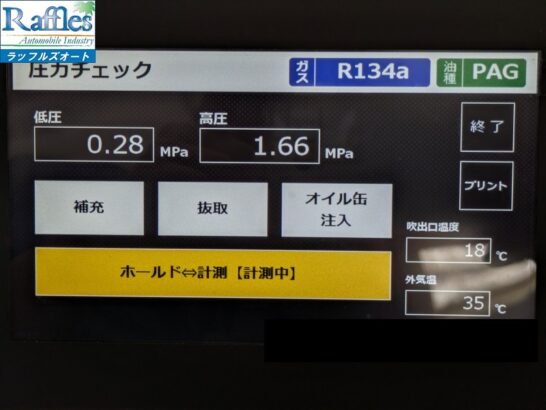 Raffles
Automobile Industry
ラッフルズオート
圧力チェック
ガス R134a
油種 PAG
低圧
0.28 MPa
高圧
1.66 MPa
終了
プリント
補充
抜取
オイル缶
注入
吹出口温度
18 ℃
ホールド⇔計測【計測中】
外気温
35 ℃